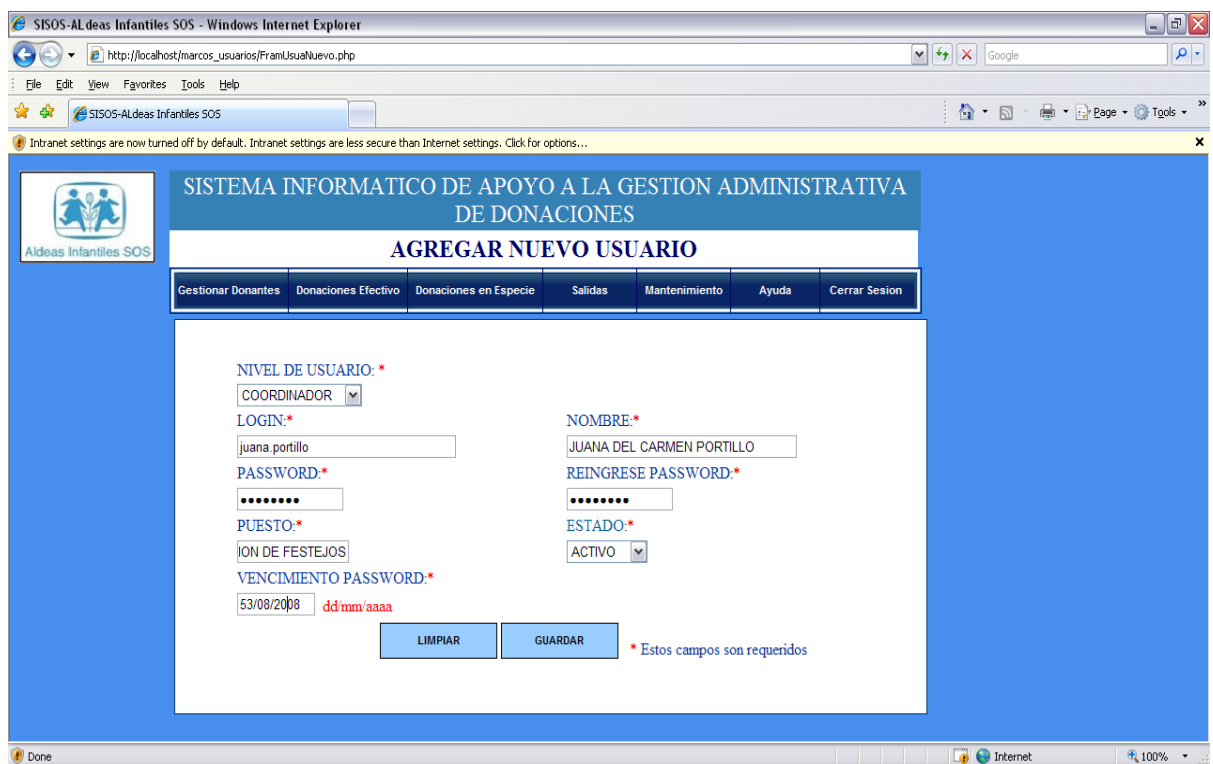 SISOS-ALdeas Infantiles SOS - Windows Internet Explorer
http://localhost/marcos_usuarios/FramUsuaNuevo.php
Google
File Edit View Favorites Tools Help
SISOS-ALdeas Infantiles SOS
Page Tools
Intranet settings are now turned off by default. Intranet settings are less secure than Internet settings. Click for options...
Aldeas Infantiles SOS
SISTEMA INFORMATICO DE APOYO A LA GESTION ADMINISTRATIVA
DE DONACIONES
AGREGAR NUEVO USUARIO
Gestionar Donantes Donaciones Efectivo Donaciones en Especie Salidas Mantenimiento Ayuda Cerrar Sesion
NIVEL DE USUARIO: *
COORDINADOR
LOGIN:* NOMBRE:*
juana.portillo JUANA DEL CARMEN PORTILLO
PASSWORD:* REINGRESE PASSWORD:*
•••••••• ••••••••
PUESTO:* ESTADO:*
ION DE FESTEJOS ACTIVO
VENCIMIENTO PASSWORD:*
53/08/2008 dd/mm/aaaa
LIMPIAR GUARDAR * Estos campos son requeridos
Done Internet 100%